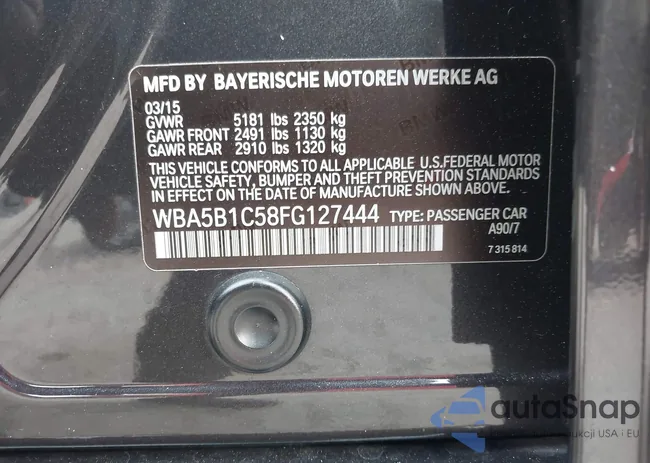 MFD BY BAYERISCHE MOTOREN WERKE AG
03/15
GVWR 5181 lbs 2350 kg
GAWR FRONT 2491 lbs 1130 kg
GAWR REAR 2910 lbs 1320 kg
THIS VEHICLE CONFORMS TO ALL APPLICABLE U.S.FEDERAL MOTOR
VEHICLE SAFETY, BUMPER AND THEFT PREVENTION STANDARDS
IN EFFECT ON THE DATE OF MANUFACTURE SHOWN ABOVE.
WBA5B1C58FG127444 TYPE: PASSENGER CAR
A90/7
7 315 814
autaSnap
USA · EU